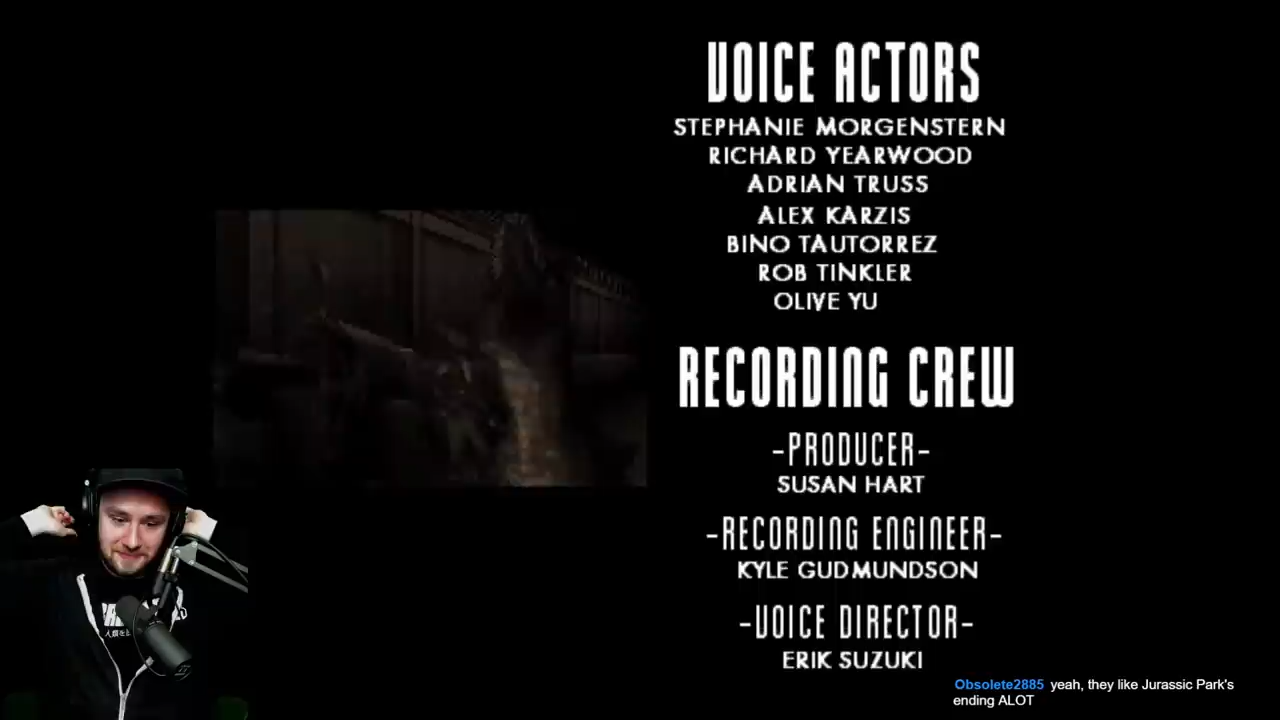 VOICE ACTORS
STEPHANIE MORGENSTERN
RICHARD YEARWOOD
ADRIAN TRUSS
ALEX KARZIS
BINO TAUTORREZ
ROB TINKLER
OLIVE YU
RECORDING CREW
-PRODUCER-
SUSAN HART
-RECORDING ENGINEER-
KYLE GUDMUNDSON
-VOICE DIRECTOR-
ERIK SUZUKI
Obsolete2885 yeah, they like Jurassic Park's
ending ALOT